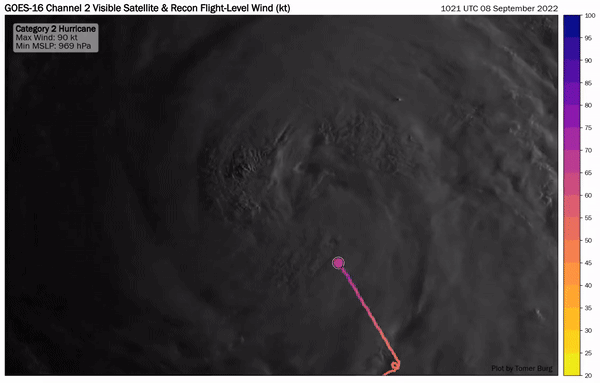 GOES-16 Channel 2 Visible Satellite & Recon Flight-Level Wind (kt)
1021 UTC 08 September 2022
Category 2 Hurricane
Max Wind: 90 kt
Min MSLP: 969 hPa
100
95
90
85
80
75
70
65
60
55
50
45
40
35
30
25
20
Plot by Tomer Burg